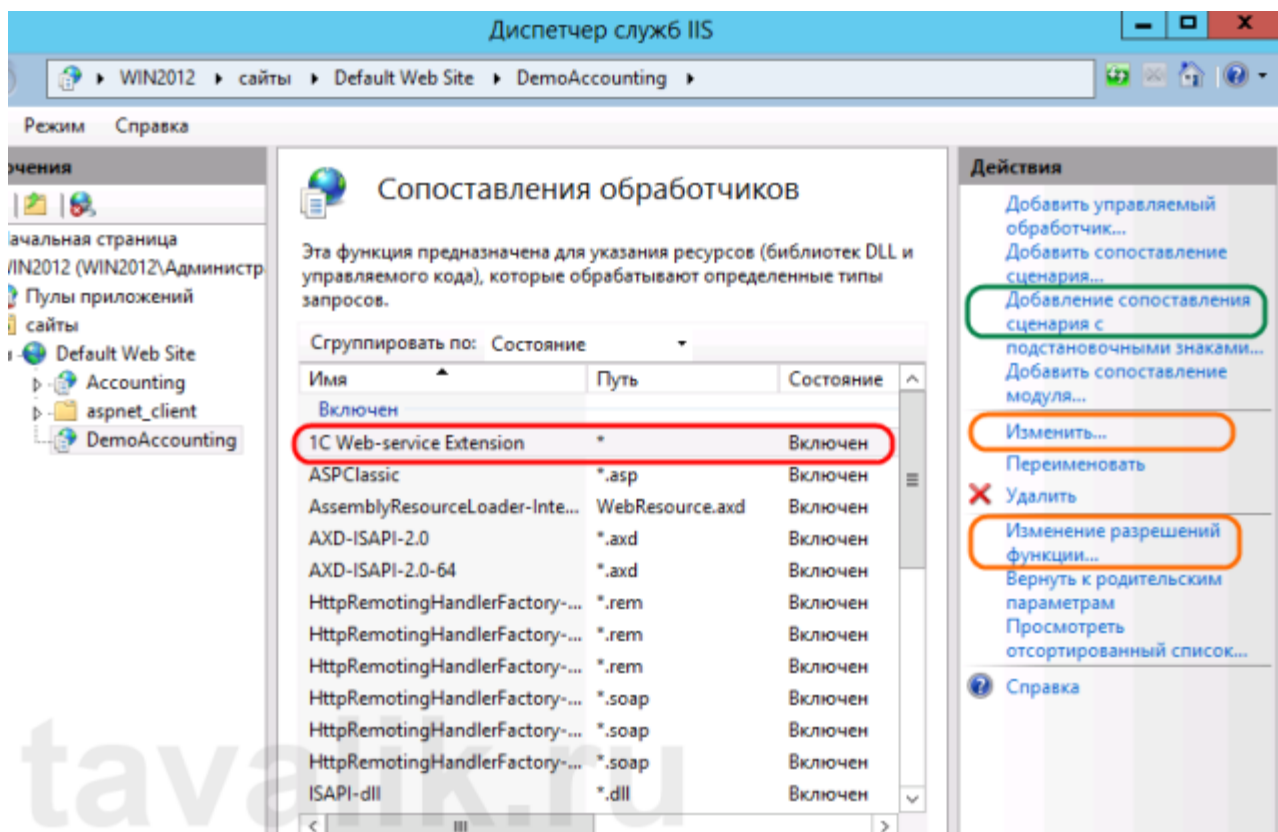 Диспетчер служб IIS
WIN2012 сайты Default Web Site DemoAccounting
Режим Справка
очения
Начальная страница
WIN2012 (WIN2012\Администр
Пулы приложений
сайты
Default Web Site
Accounting
aspnet_client
DemoAccounting
Сопоставления обработчиков
Эта функция предназначена для указания ресурсов (библиотек DLL и
управляемого кода), которые обрабатывают определенные типы
запросов.
Сгруппировать по: Состояние
Имя Путь Состояние
Включен
1C Web-service Extension * Включен
ASPClassic *.asp Включен
AssemblyResourceLoader-Inte... WebResource.axd Включен
AXD-ISAPI-2.0 *.axd Включен
AXD-ISAPI-2.0-64 *.axd Включен
HttpRemotingHandlerFactory-... *.rem Включен
HttpRemotingHandlerFactory-... *.rem Включен
HttpRemotingHandlerFactory-... *.rem Включен
HttpRemotingHandlerFactory-... *.soap Включен
HttpRemotingHandlerFactory-... *.soap Включен
HttpRemotingHandlerFactory-... *.soap Включен
ISAPI-dll *.dll Включен
Действия
Добавить управляемый
обработчик...
Добавить сопоставление
сценария...
Добавление сопоставления
сценария с
подстановочными знаками...
Добавить сопоставление
модуля...
Изменить...
Переименовать
Удалить
Изменение разрешений
функции...
Вернуть к родительским
параметрам
Просмотреть
отсортированный список...
Справка
tavalik.ru